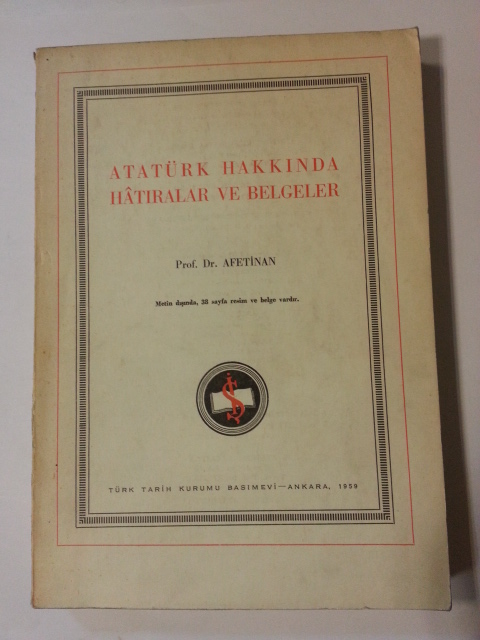 ATATÜRK HAKKINDA
HÂTIRALAR VE BELGELER
Prof. Dr. AFETİNAN
Metin dışında, 38 sayfa resim ve belge vardır.
İŞ
TÜRK TARİH KURUMU BASIMEVİ—ANKARA, 1959